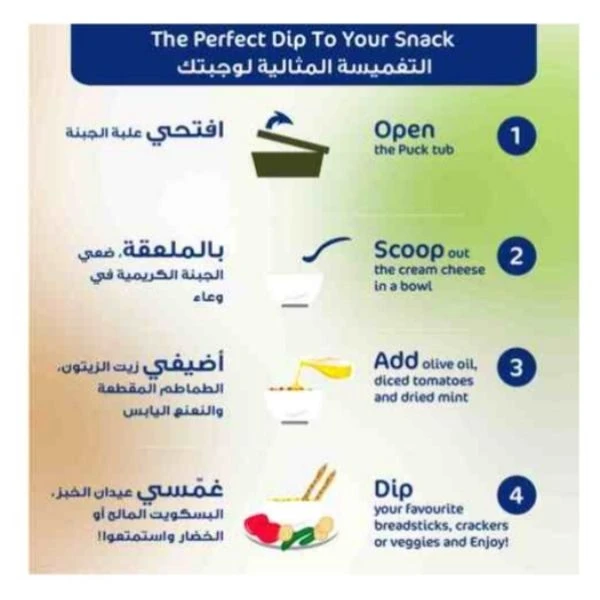 The Perfect Dip To Your Snack
التغميسة المثالية لوجبتك
1
Open
the Puck tub
افتحي علبة الجبنة
2
Scoop out
the cream cheese
in a bowl
بالملعقة، ضعي
الجبنة الكريمية في
وعاء
3
Add olive oil,
diced tomatoes
and dried mint
أضيفي زيت الزيتون،
الطماطم المقطعة
والنعنع اليابس
4
Dip
your favourite
breadsticks, crackers
or veggies and Enjoy!
غمّسي عيدان الخبز،
البسكويت المالح أو
الخضار واستمتعوا!